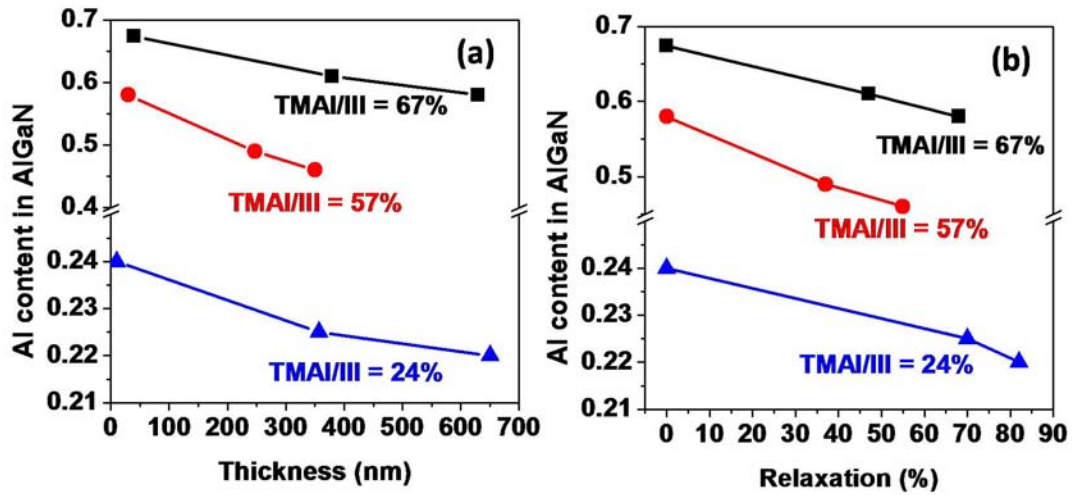 0.7
0.6
0.5
0.4
0.24
0.23
0.22
0.21
Al content in AlGaN
(a)
TMAl/III = 67%
TMAl/III = 57%
TMAl/III = 24%
0 100 200 300 400 500 600 700
Thickness (nm)
0.7
0.6
0.5
0.24
0.23
0.22
0.21
Al content in AlGaN
(b)
TMAl/III = 67%
TMAl/III = 57%
TMAl/III = 24%
0 10 20 30 40 50 60 70 80 90
Relaxation (%)